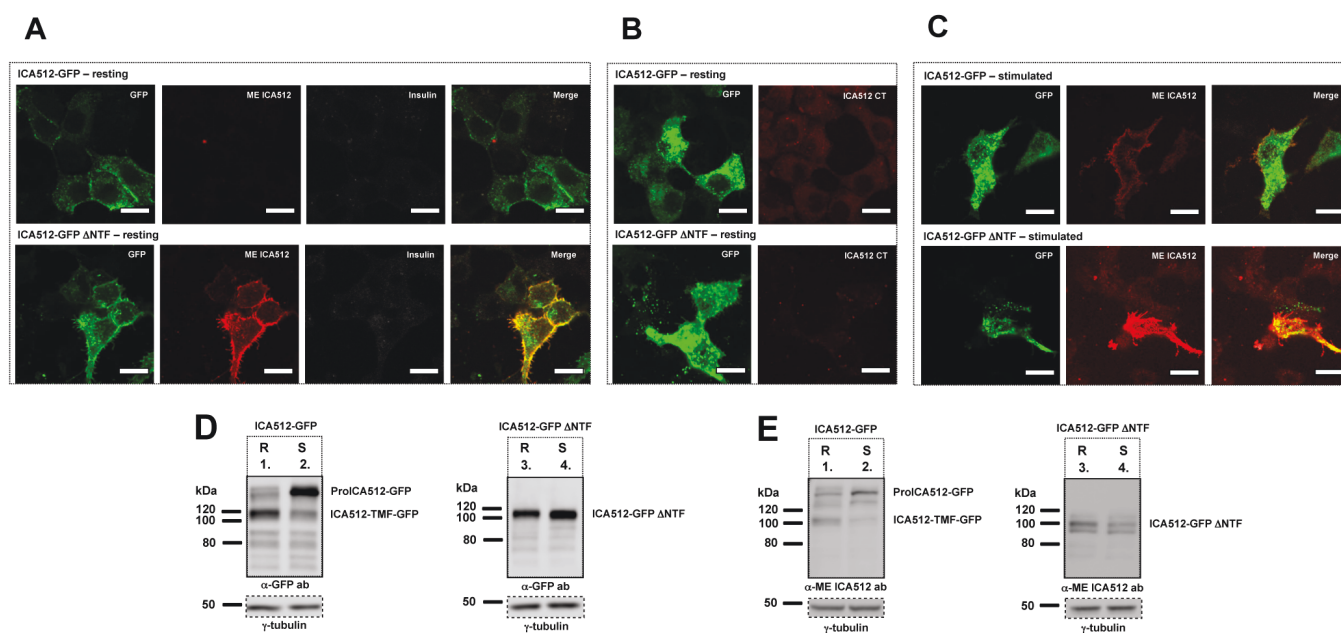 A
B
C
ICA512-GFP – resting
GFP
ME ICA512
Insulin
Merge
ICA512-GFP ΔNTF – resting
GFP
ME ICA512
Insulin
Merge
ICA512-GFP – resting
GFP
ICA512 CT
ICA512-GFP ΔNTF – resting
GFP
ICA512 CT
ICA512-GFP – stimulated
GFP
ME ICA512
Merge
ICA512-GFP ΔNTF – stimulated
GFP
ME ICA512
Merge
D
ICA512-GFP
R S
1. 2.
kDa
120
100
80
50
ProICA512-GFP
ICA512-TMF-GFP
α-GFP ab
γ-tubulin
ICA512-GFP ΔNTF
R S
3. 4.
kDa
120
100
80
ICA512-GFP ΔNTF
α-GFP ab
γ-tubulin
E
ICA512-GFP
R S
1. 2.
kDa
120
100
80
50
ProICA512-GFP
ICA512-TMF-GFP
α-ME ICA512 ab
γ-tubulin
ICA512-GFP ΔNTF
R S
3. 4.
kDa
120
100
80
50
ICA512-GFP ΔNTF
α-ME ICA512 ab
γ-tubulin